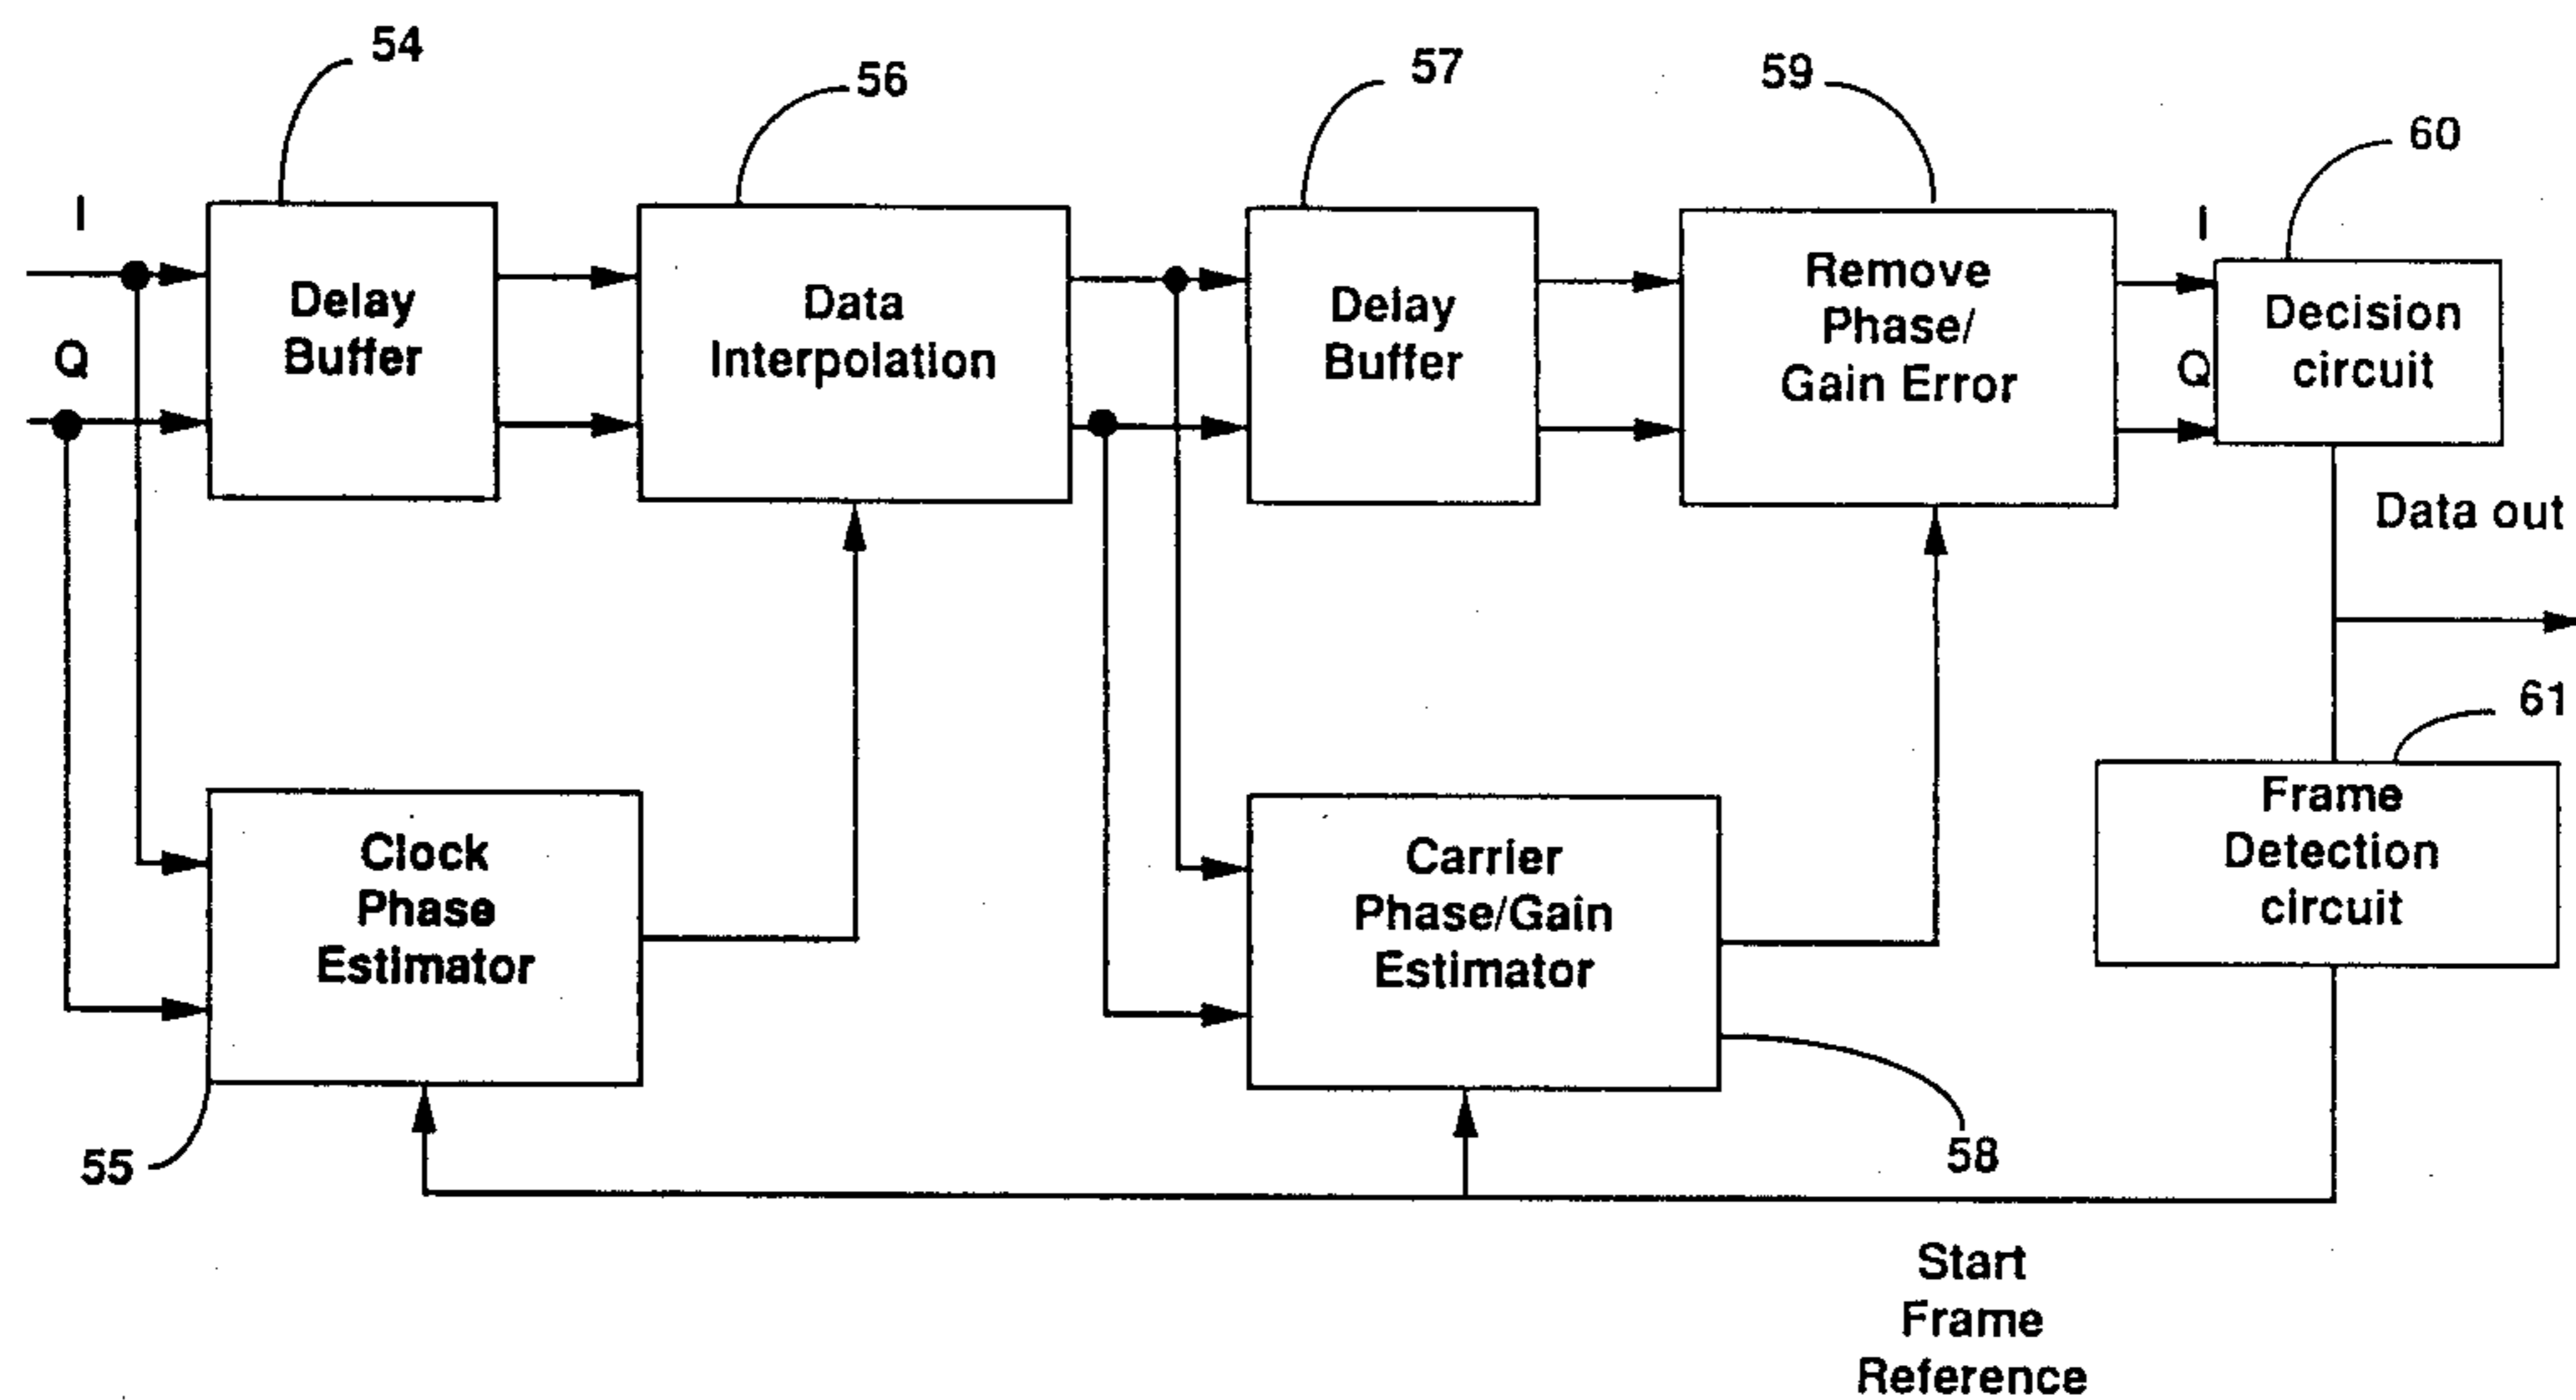 54
56
57
59
60
I
Q
Delay
Buffer
Data
Interpolation
Delay
Buffer
Remove
Phase/
Gain Error
I
Q
Decision
circuit
Data out
61
Clock
Phase
Estimator
Carrier
Phase/Gain
Estimator
Frame
Detection
circuit
55
58
Start
Frame
Reference